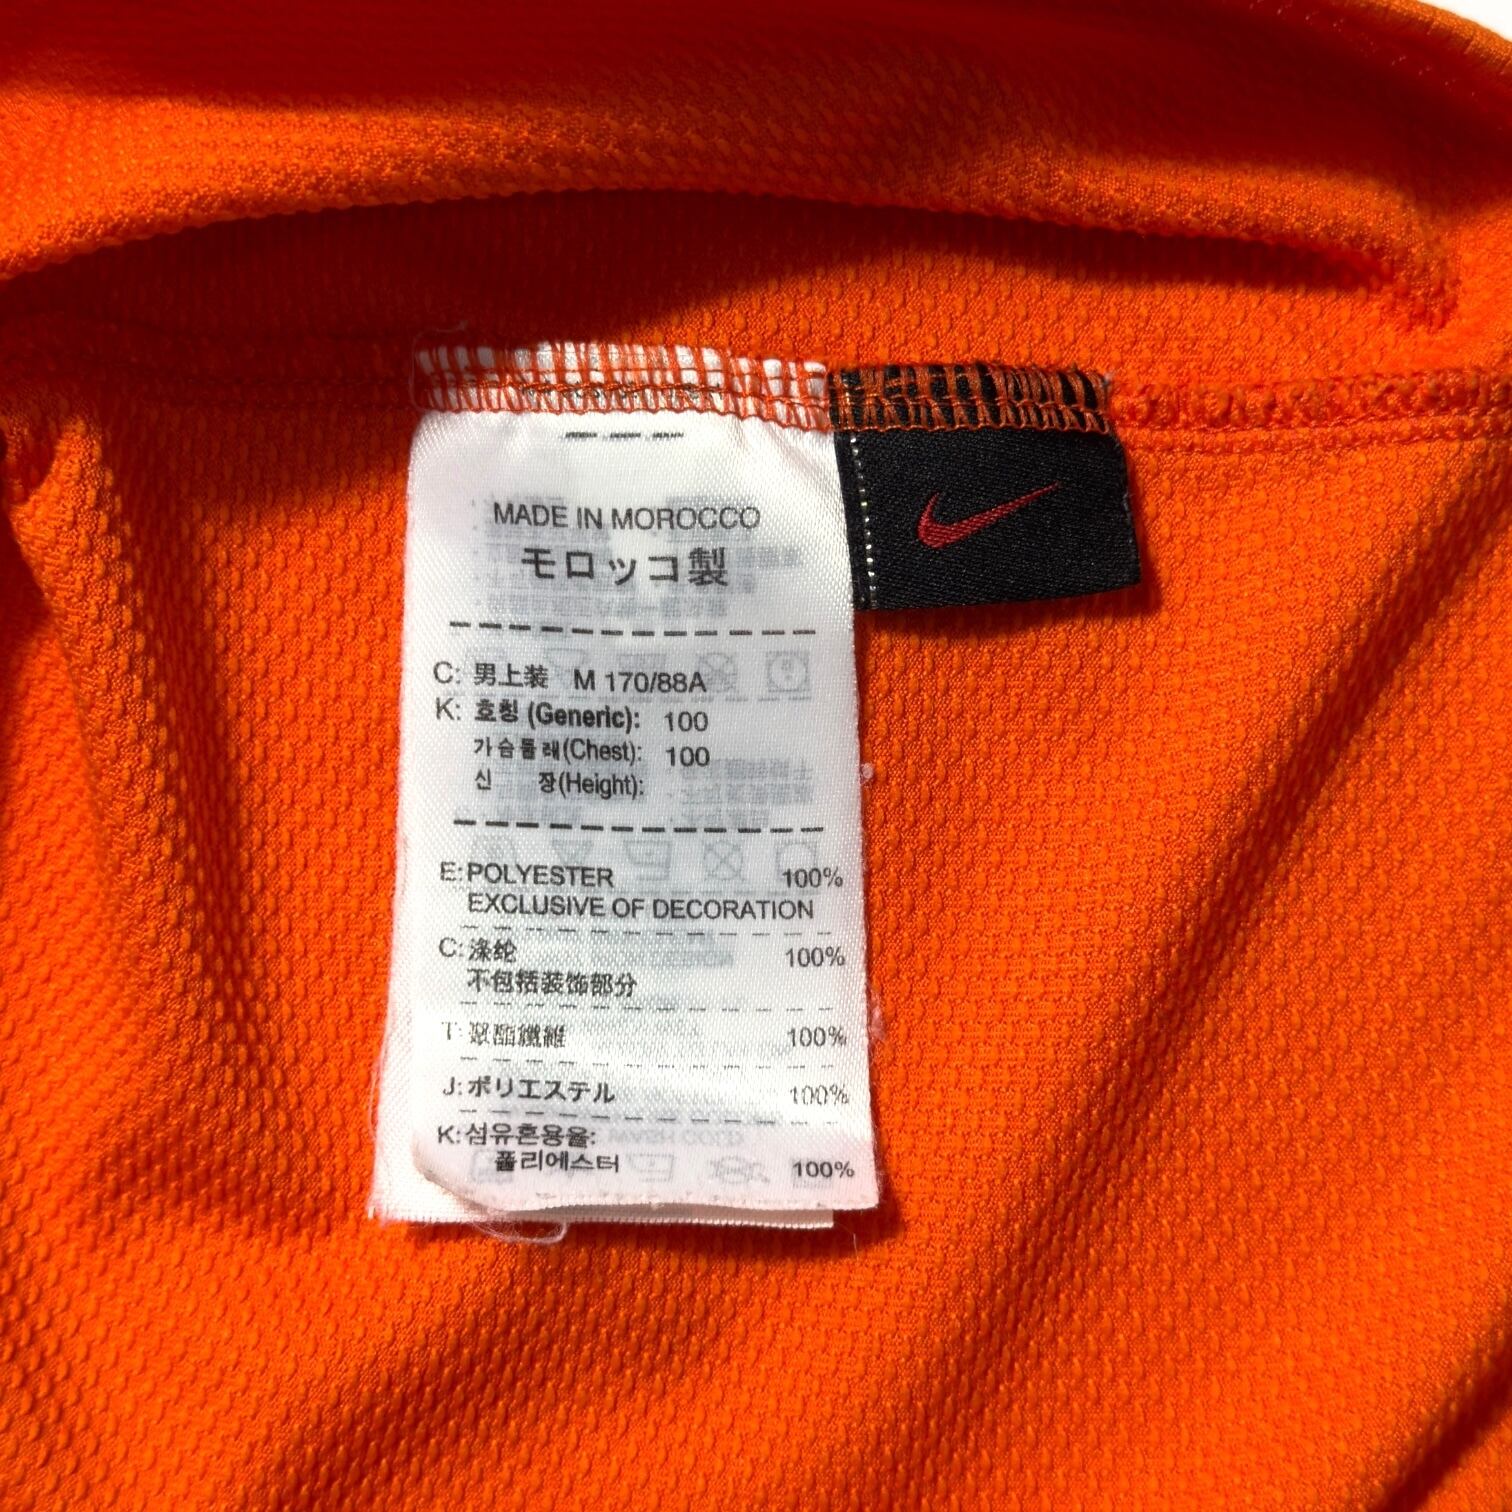 MADE IN MOROCCO
モロッコ製
C: 男上装 M 170/88A
K: 호칭 (Generic): 100
가슴둘레(Chest): 100
신 장(Height):
E: POLYESTER 100%
EXCLUSIVE OF DECORATION
C: 涤纶 100%
不包括装饰部分
T: 聚酯纖維 100%
J: ポリエステル 100%
K: 섬유혼용율:
폴리에스터 100%